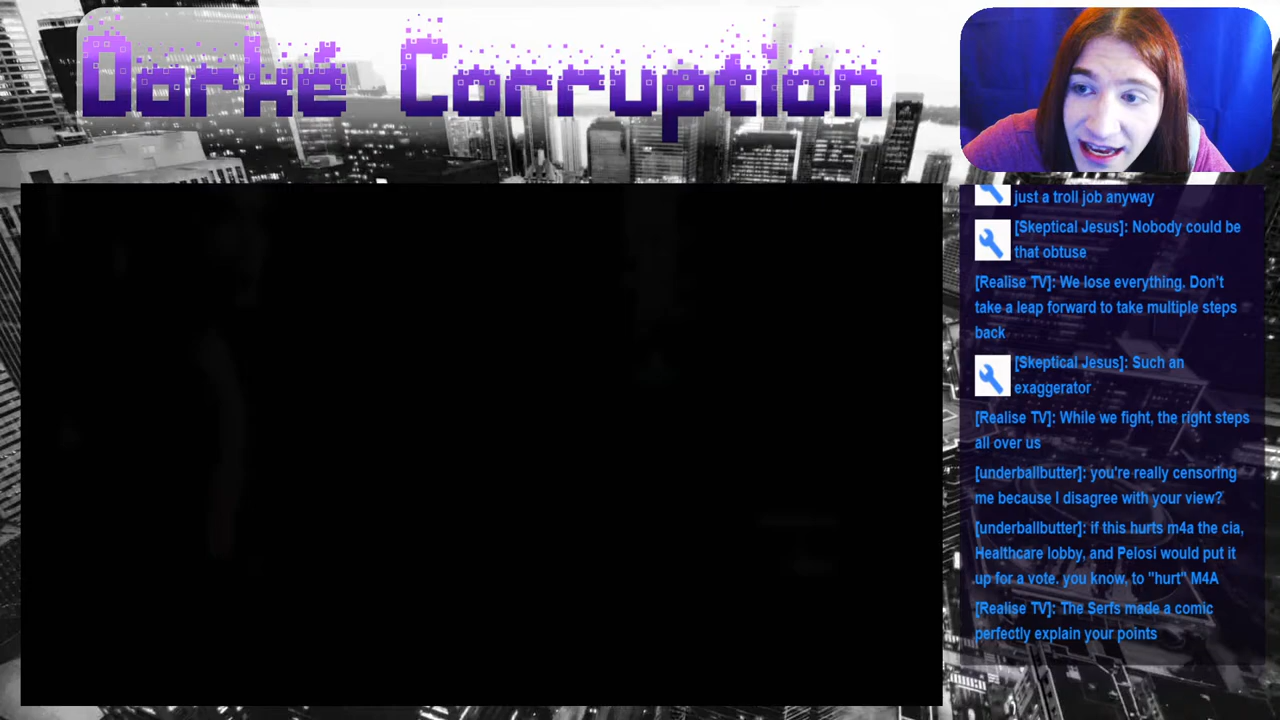 Darké Corruption
just a troll job anyway
[Skeptical Jesus]: Nobody could be
that obtuse
[Realise TV]: We lose everything. Don't
take a leap forward to take multiple steps
back
[Skeptical Jesus]: Such an
exaggerator
[Realise TV]: While we fight, the right steps
all over us
[underballbutter]: you're really censoring
me because I disagree with your view?
[underballbutter]: if this hurts m4a the cia,
Healthcare lobby, and Pelosi would put it
up for a vote. you know, to "hurt" M4A
[Realise TV]: The Serfs made a comic
perfectly explain your points